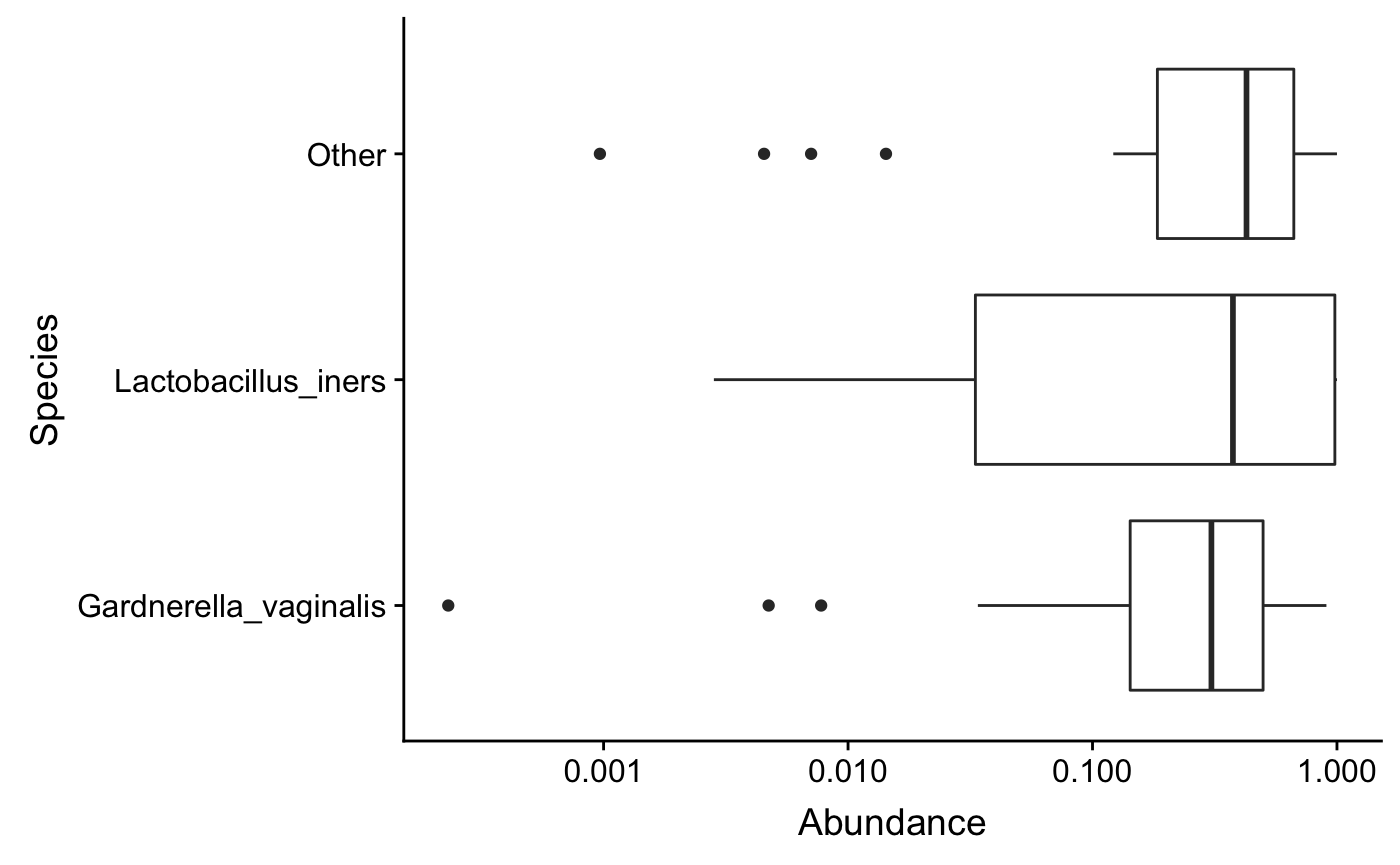 Other
Lactobacillus_iners
Gardnerella_vaginalis
Species
0.001 0.010 0.100 1.000
Abundance